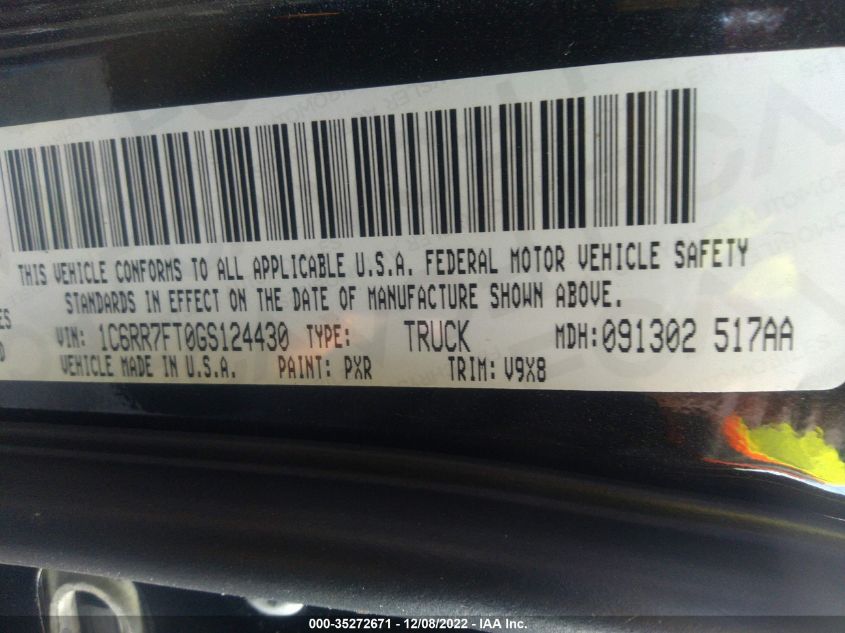 THIS VEHICLE CONFORMS TO ALL APPLICABLE U.S.A. FEDERAL MOTOR VEHICLE SAFETY
STANDARDS IN EFFECT ON THE DATE OF MANUFACTURE SHOWN ABOVE.
VIN: 1C6RR7FT0GS124430 TYPE: TRUCK MDH:091302 517AA
VEHICLE MADE IN U.S.A. PAINT: PXR TRIM: V9X8
000-35272671 - 12/08/2022 - IAA Inc.